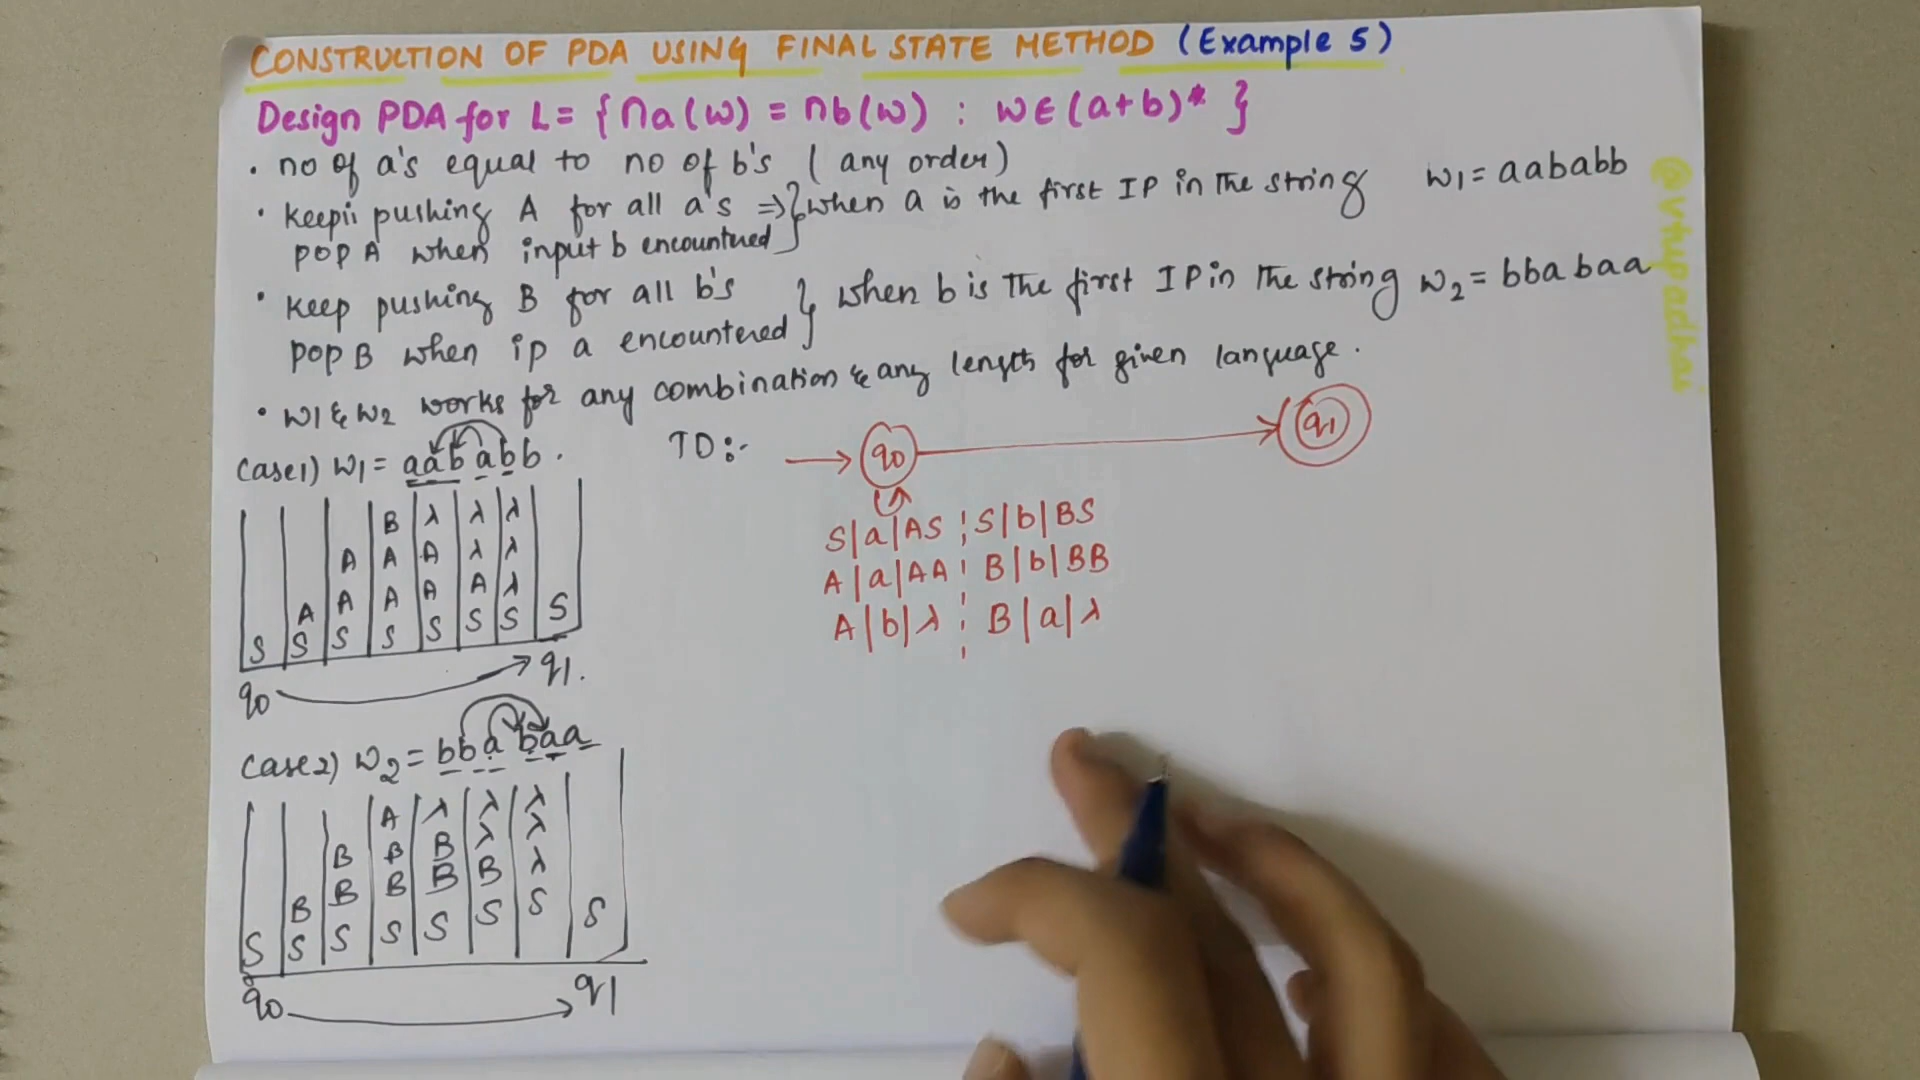 CONSTRUCTION OF PDA USING FINAL STATE METHOD (Example 5)
Design PDA for L= {na(w) = nb(w) : w∈(a+b)* }
· no of a's equal to no of b's (any order)
· keepii pushing A for all a's ⇒} when a is the first IP in the string w1 = aababb
pop A when input b encountered
· keep pushing B for all b's } when b is the first IP in the string w2 = bbabaa
pop B when ip a encountered
· w1 & w2 works for any combination & any length for given language.
case1) w1 = aababb.
TD:-
q0
q1
S|a|AS ; S|b|BS
A|a|AA ; B|b|BB
A|b|λ ; B|a|λ
B λ λ λ
A A A λ λ
A A A A A λ
S S S S S S S S
q0 q1.
case2) w2 = bbabaa
A λ λ λ
B B B λ λ
B B B B B λ
S S S S S S S S
q0 q1
@vtupadhai